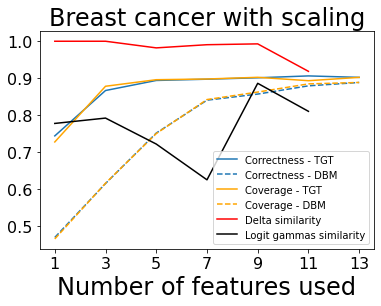 Breast cancer with scaling
1.0
0.9
0.8
0.7
0.6
0.5
Correctness - TGT
Correctness - DBM
Coverage - TGT
Coverage - DBM
Delta similarity
Logit gammas similarity
1 3 5 7 9 11 13
Number of features used